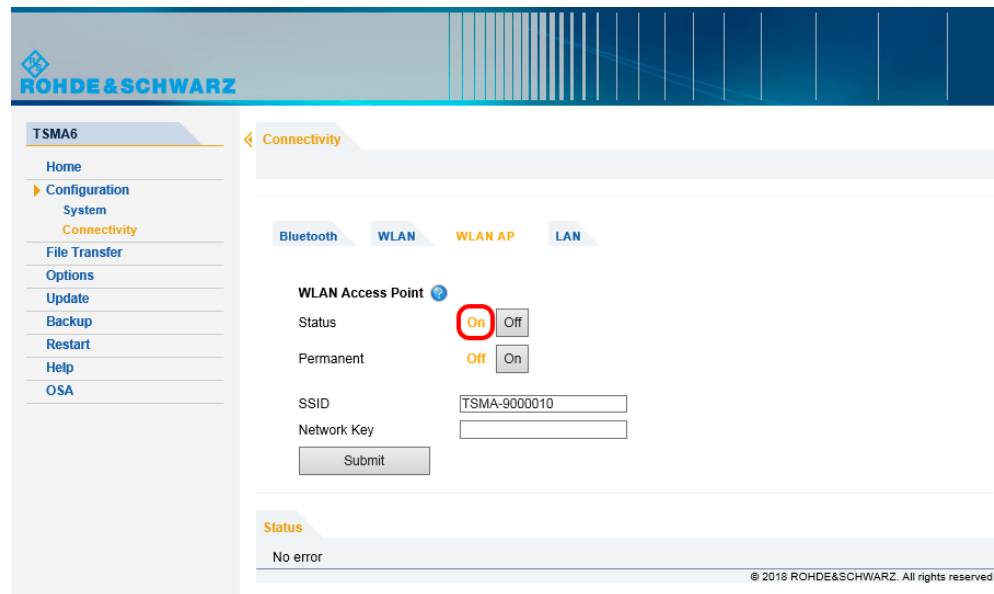 ROHDE&SCHWARZ
TSMA6
Home
Configuration
System
Connectivity
File Transfer
Options
Update
Backup
Restart
Help
OSA
Connectivity
Bluetooth WLAN WLAN AP LAN
WLAN Access Point ?
Status On Off
Permanent Off On
SSID TSMA-9000010
Network Key
Submit
Status
No error
© 2018 ROHDE&SCHWARZ. All rights reserved